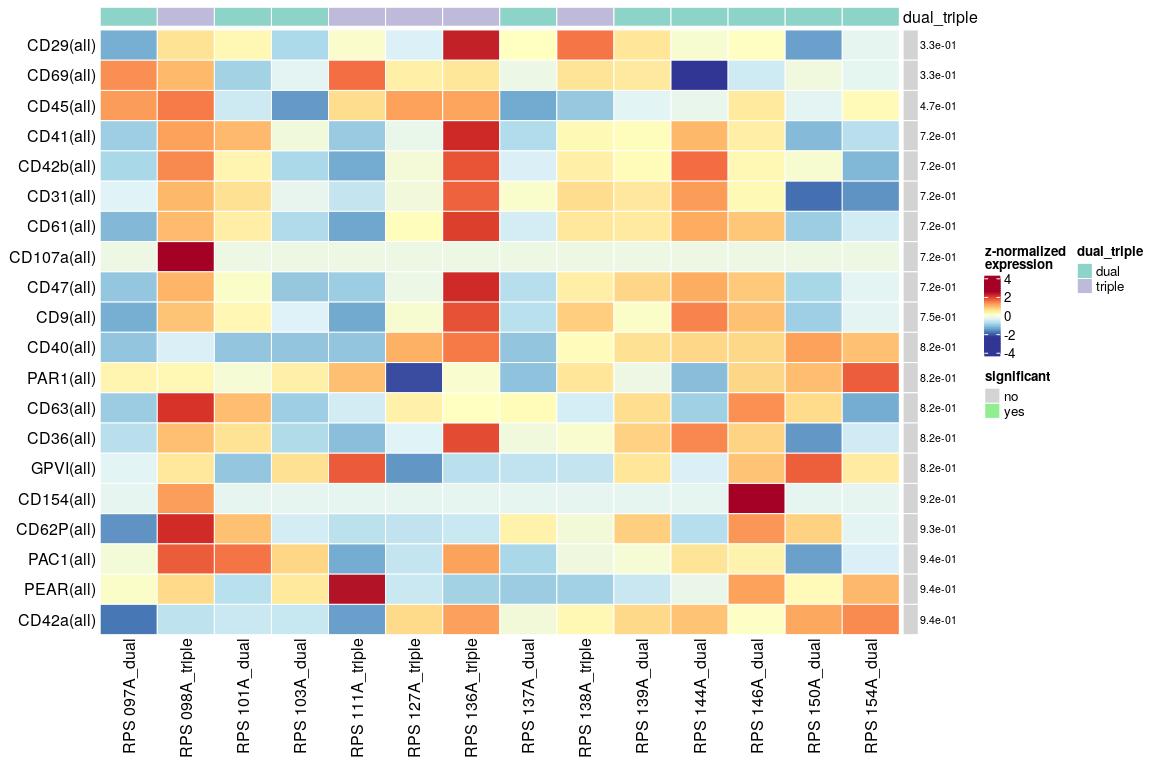 dual_triple
CD29(all) 3.3e-01
CD69(all) 3.3e-01
CD45(all) 4.7e-01
CD41(all) 7.2e-01
CD42b(all) 7.2e-01
CD31(all) 7.2e-01
CD61(all) 7.2e-01
CD107a(all) 7.2e-01
CD47(all) 7.2e-01
CD9(all) 7.5e-01
CD40(all) 8.2e-01
PAR1(all) 8.2e-01
CD63(all) 8.2e-01
CD36(all) 8.2e-01
GPVI(all) 8.2e-01
CD154(all) 9.2e-01
CD62P(all) 9.3e-01
PAC1(all) 9.4e-01
PEAR(all) 9.4e-01
CD42a(all) 9.4e-01
RPS 097A_dual
RPS 098A_triple
RPS 101A_dual
RPS 103A_dual
RPS 111A_triple
RPS 127A_triple
RPS 136A_triple
RPS 137A_dual
RPS 138A_triple
RPS 139A_dual
RPS 144A_dual
RPS 146A_dual
RPS 150A_dual
RPS 154A_dual
z-normalized
expression
4
2
0
-2
-4
dual_triple
dual
triple
significant
no
yes